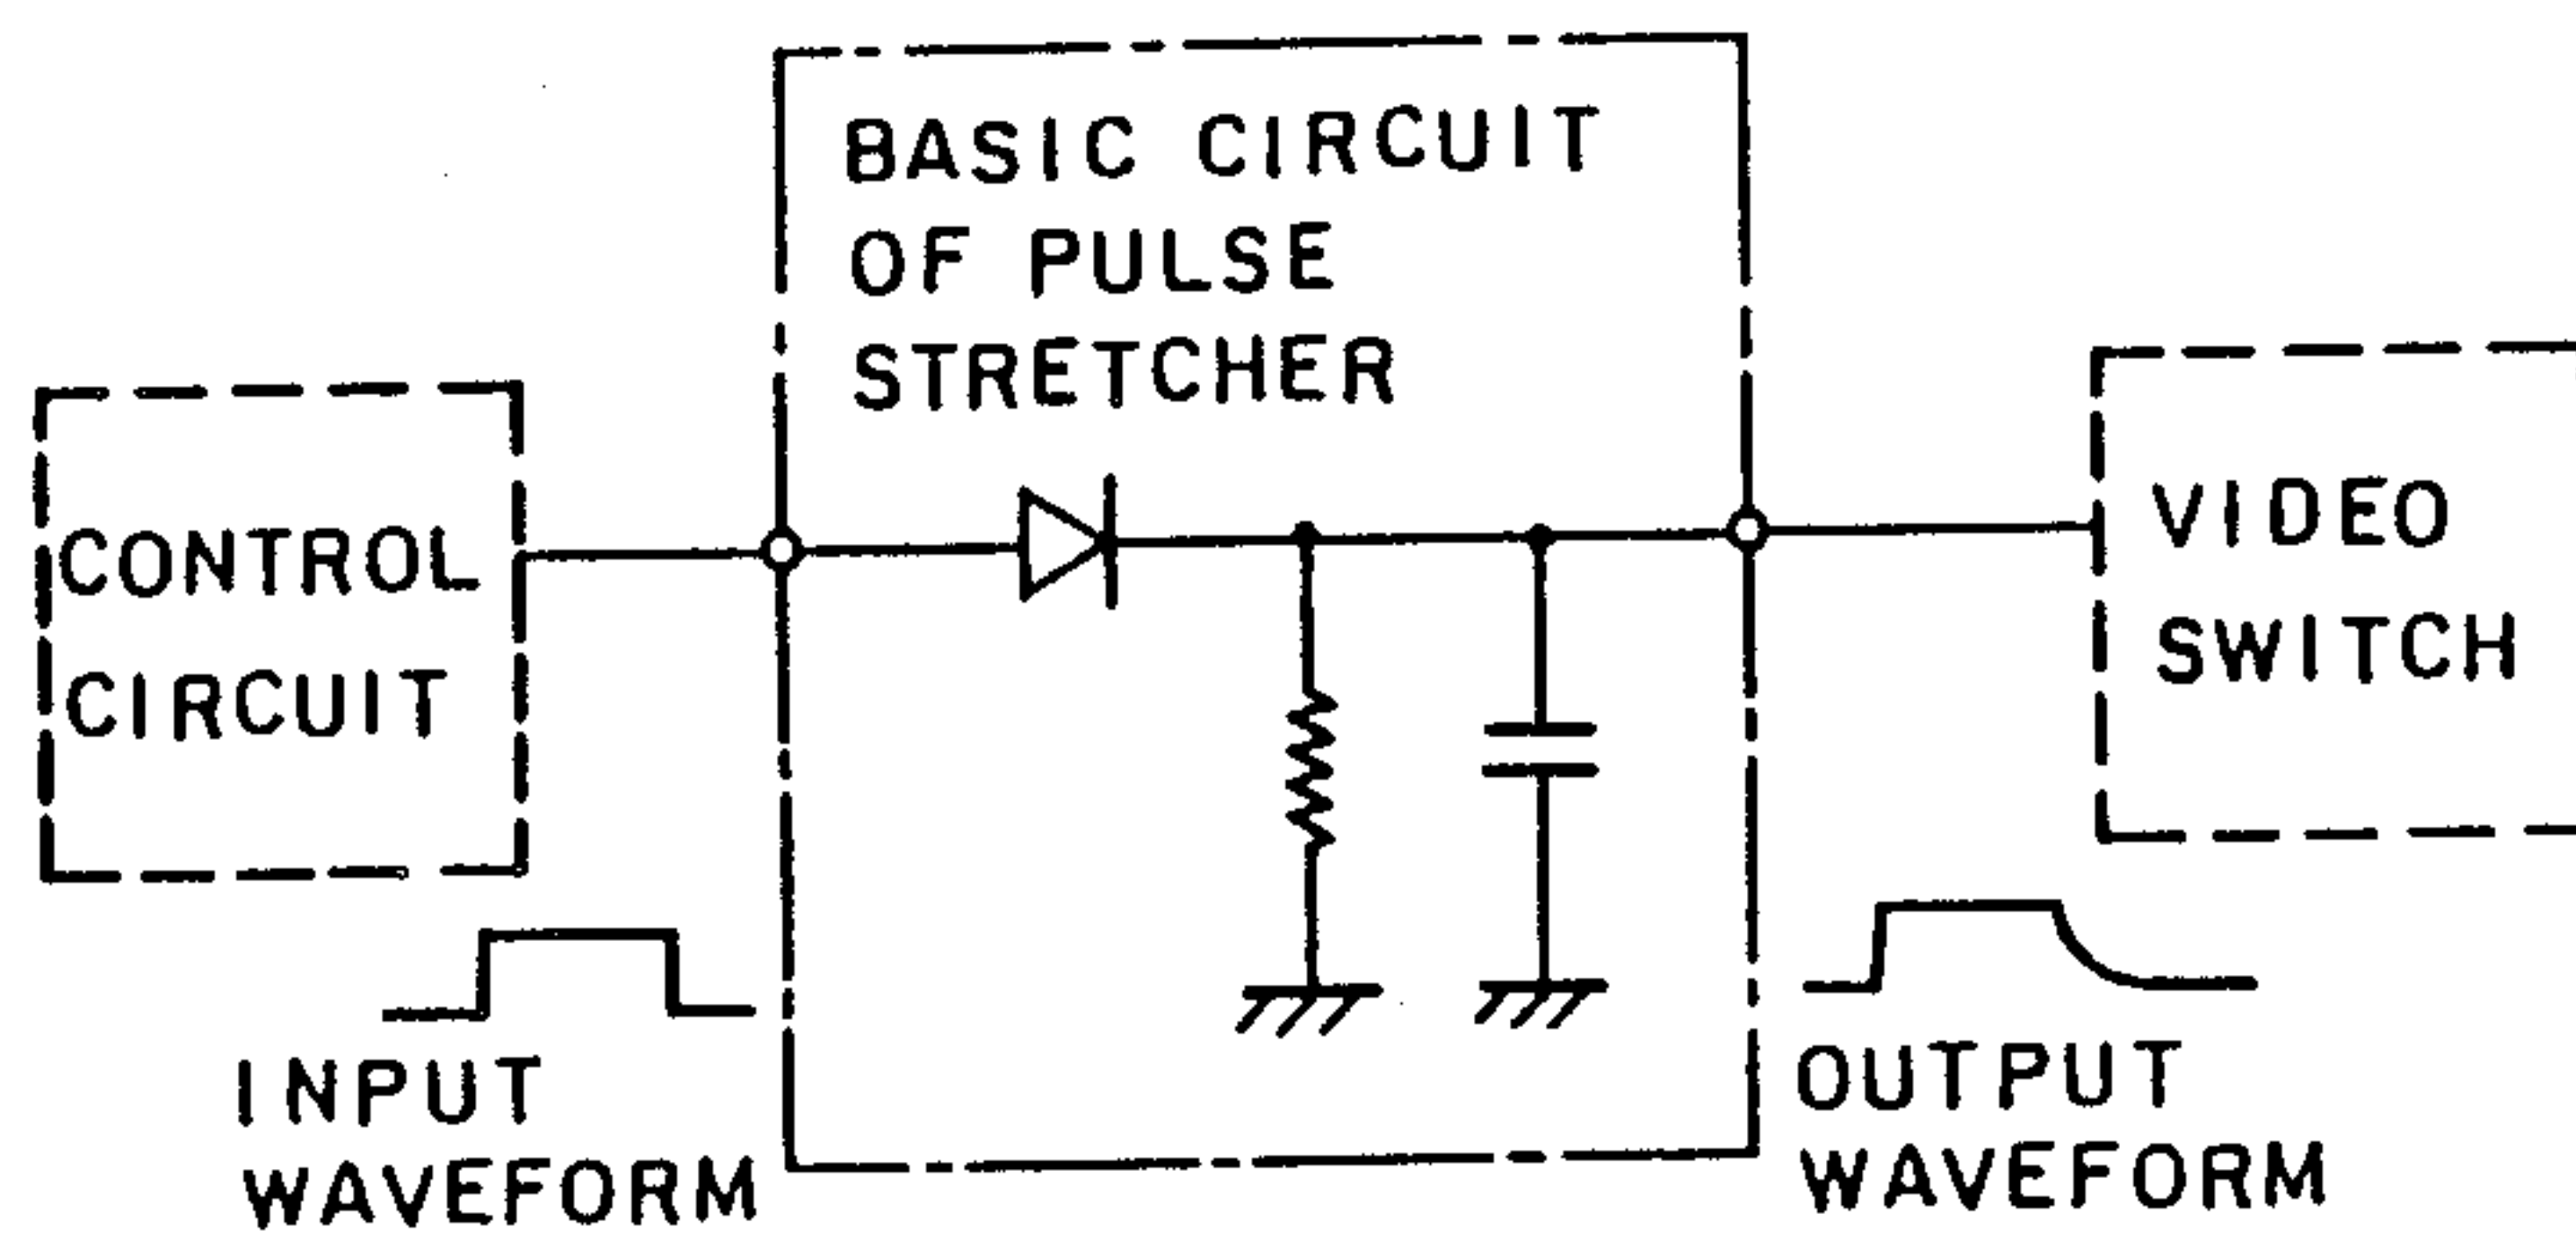 BASIC CIRCUIT
OF PULSE
STRETCHER
CONTROL
CIRCUIT
VIDEO
SWITCH
INPUT
WAVEFORM
OUTPUT
WAVEFORM